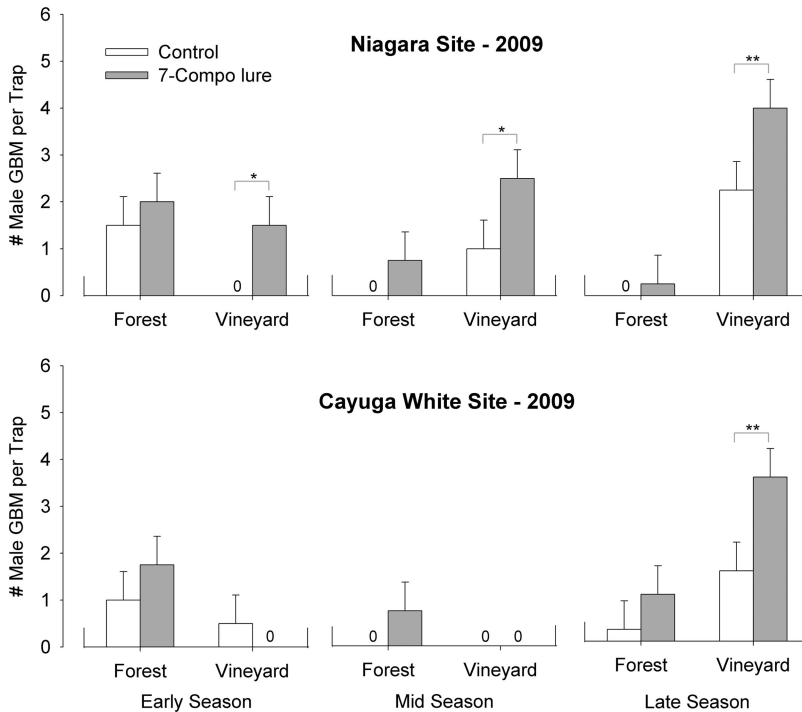 Niagara Site - 2009
Control
7-Compo lure
# Male GBM per Trap
6
5
4
3
2
1
0
*
*
**
0
0
0
Forest Vineyard Forest Vineyard Forest Vineyard
Cayuga White Site - 2009
# Male GBM per Trap
6
5
4
3
2
1
0
**
0
0
0 0
Forest Vineyard Forest Vineyard Forest Vineyard
Early Season Mid Season Late Season